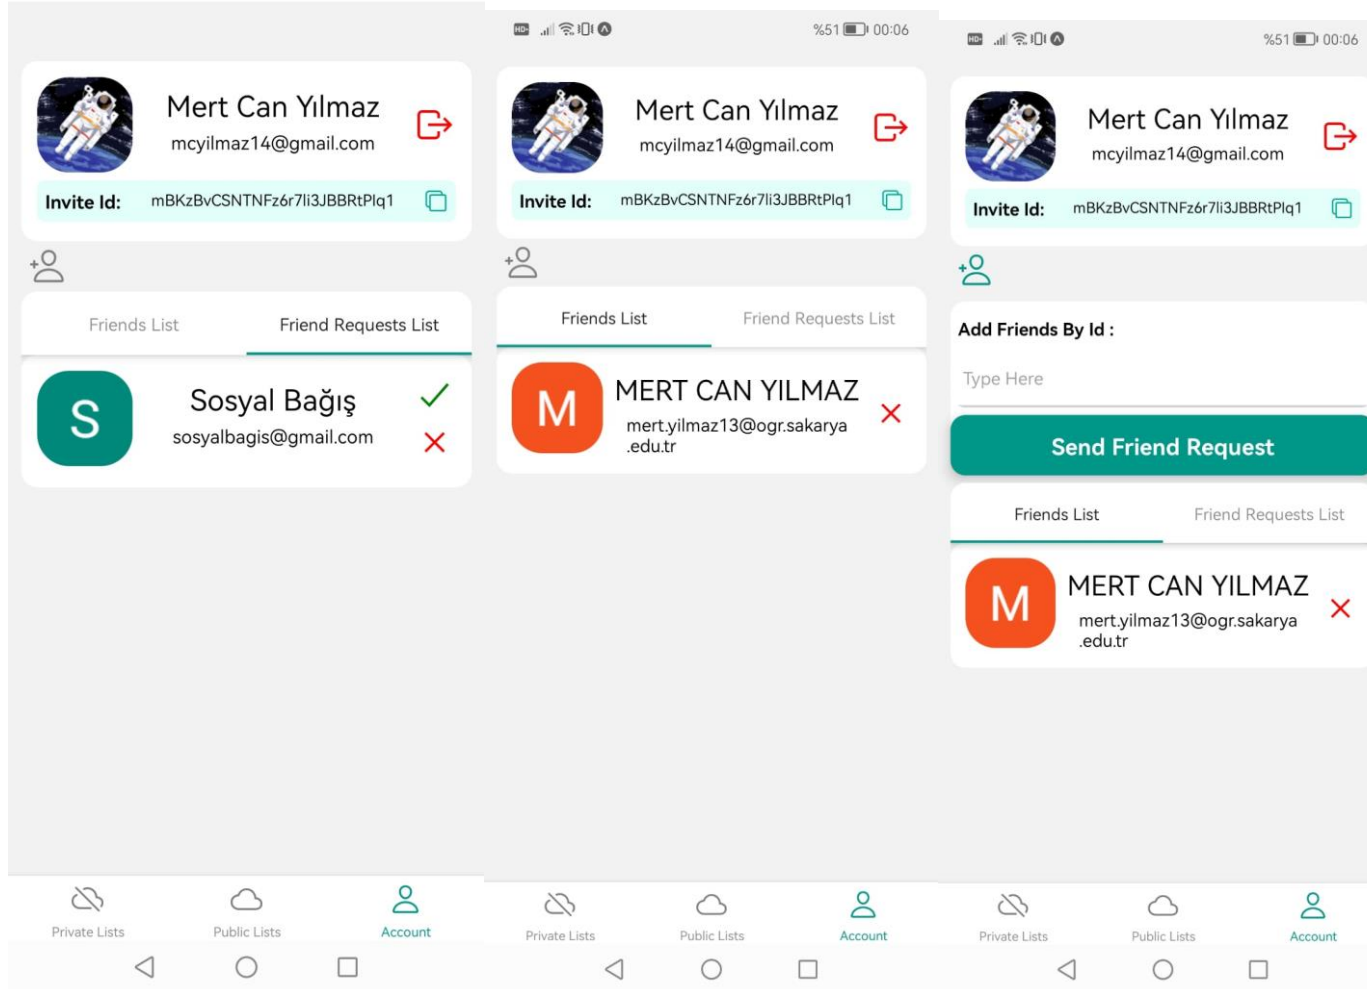 Mert Can Yılmaz
mcyilmaz14@gmail.com
Invite Id: mBKzBvCSNTNFz6r7li3JBBRtPlq1
Friends List Friend Requests List
S
Sosyal Bağış
sosyalbagis@gmail.com
Private Lists Public Lists Account
HD+ %51 00:06
Mert Can Yılmaz
mcyilmaz14@gmail.com
Invite Id: mBKzBvCSNTNFz6r7li3JBBRtPlq1
Friends List Friend Requests List
M
MERT CAN YILMAZ
mert.yilmaz13@ogr.sakarya
.edu.tr
Private Lists Public Lists Account
HD+ %51 00:06
Mert Can Yılmaz
mcyilmaz14@gmail.com
Invite Id: mBKzBvCSNTNFz6r7li3JBBRtPlq1
Add Friends By Id :
Type Here
Send Friend Request
Friends List Friend Requests List
M
MERT CAN YILMAZ
mert.yilmaz13@ogr.sakarya
.edu.tr
Private Lists Public Lists Account